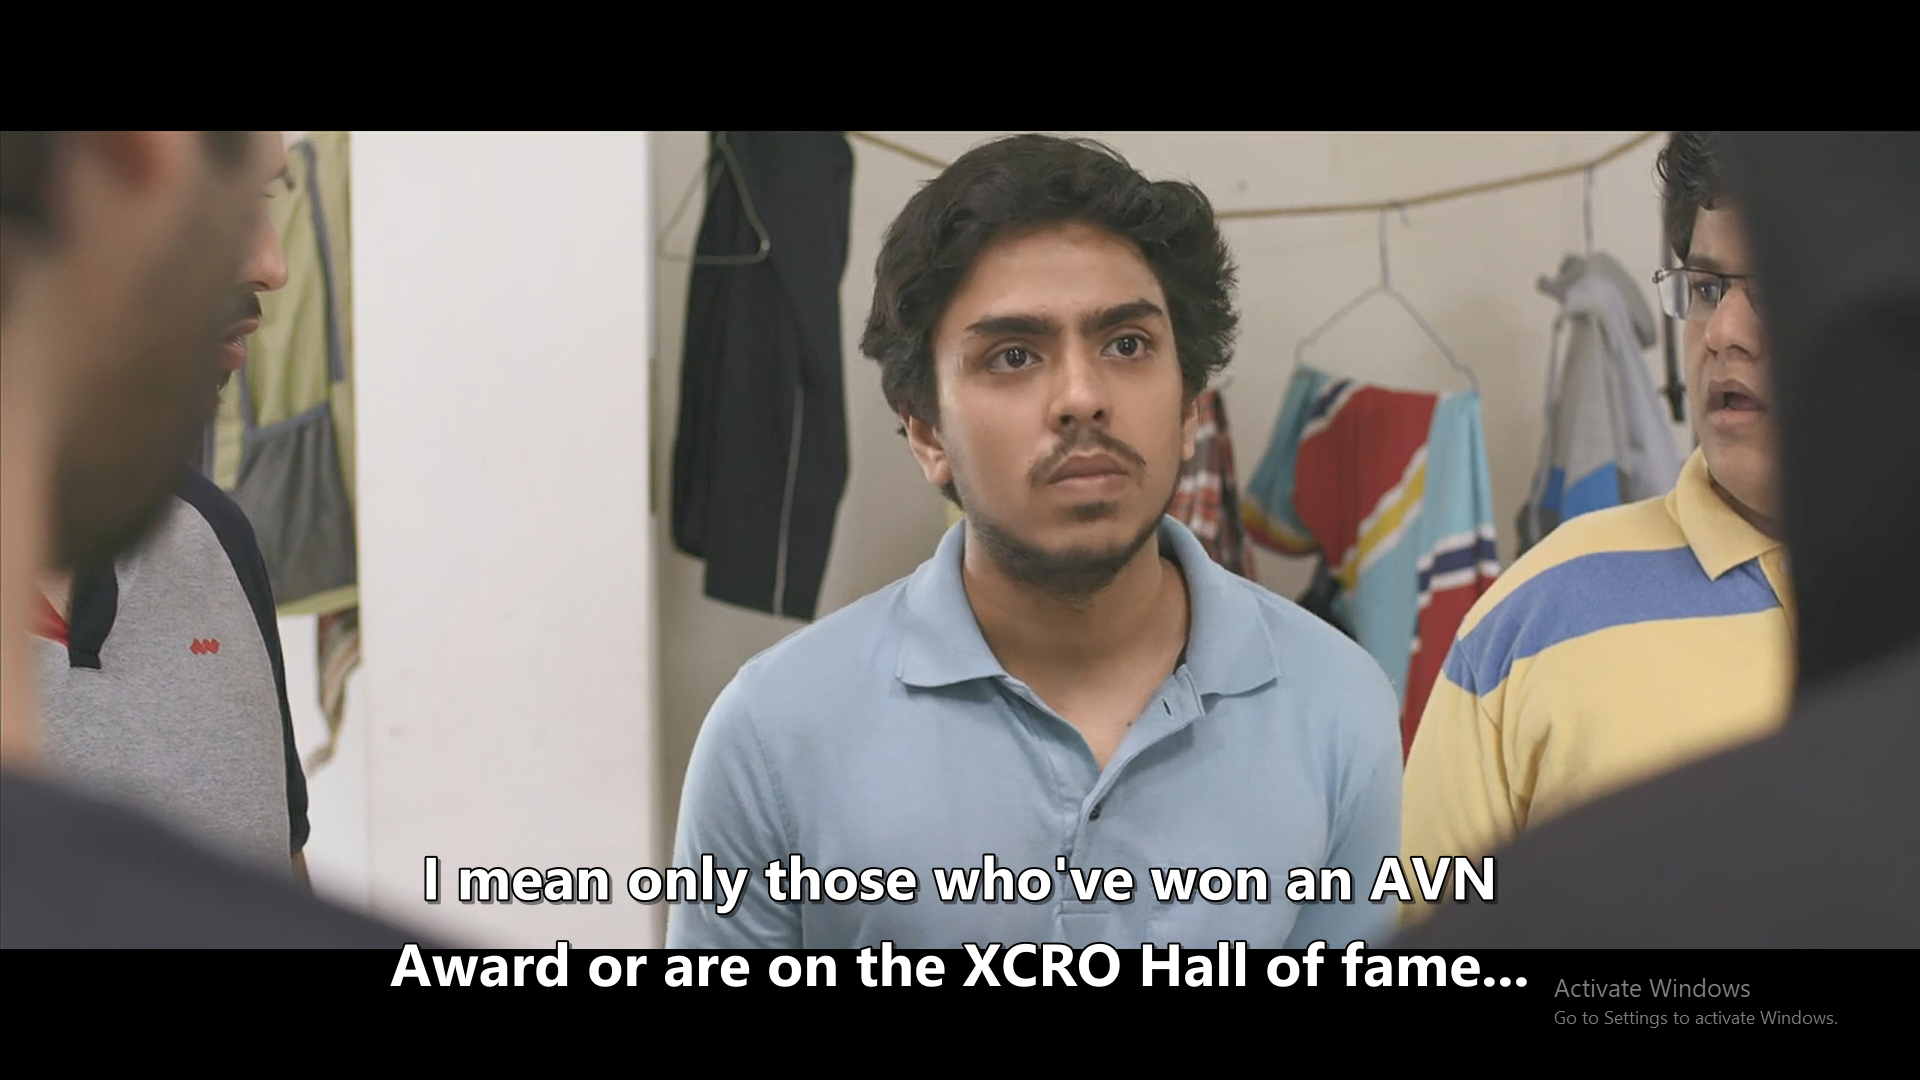 I mean only those who've won an AVN
Award or are on the XCRO Hall of fame...
Activate Windows
Go to Settings to activate Windows.